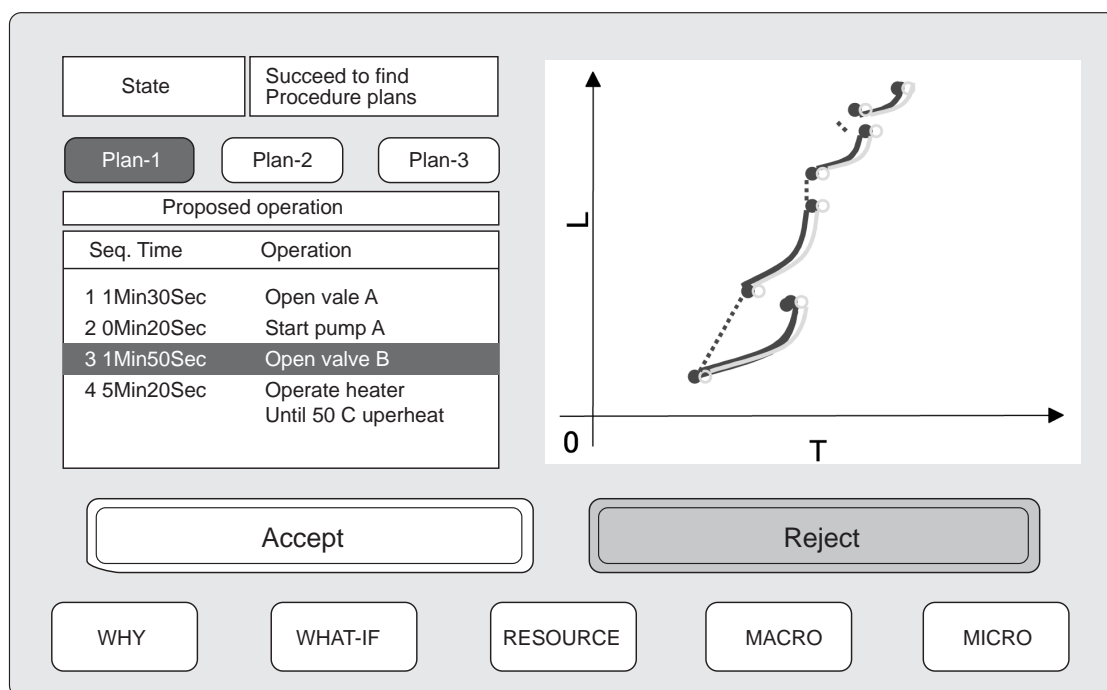 State
Succeed to find
Procedure plans
Plan-1
Plan-2
Plan-3
Proposed operation
Seq. Time Operation
1 1Min30Sec Open vale A
2 0Min20Sec Start pump A
3 1Min50Sec Open valve B
4 5Min20Sec Operate heater
Until 50 C uperheat
L
0
T
Accept
Reject
WHY
WHAT-IF
RESOURCE
MACRO
MICRO